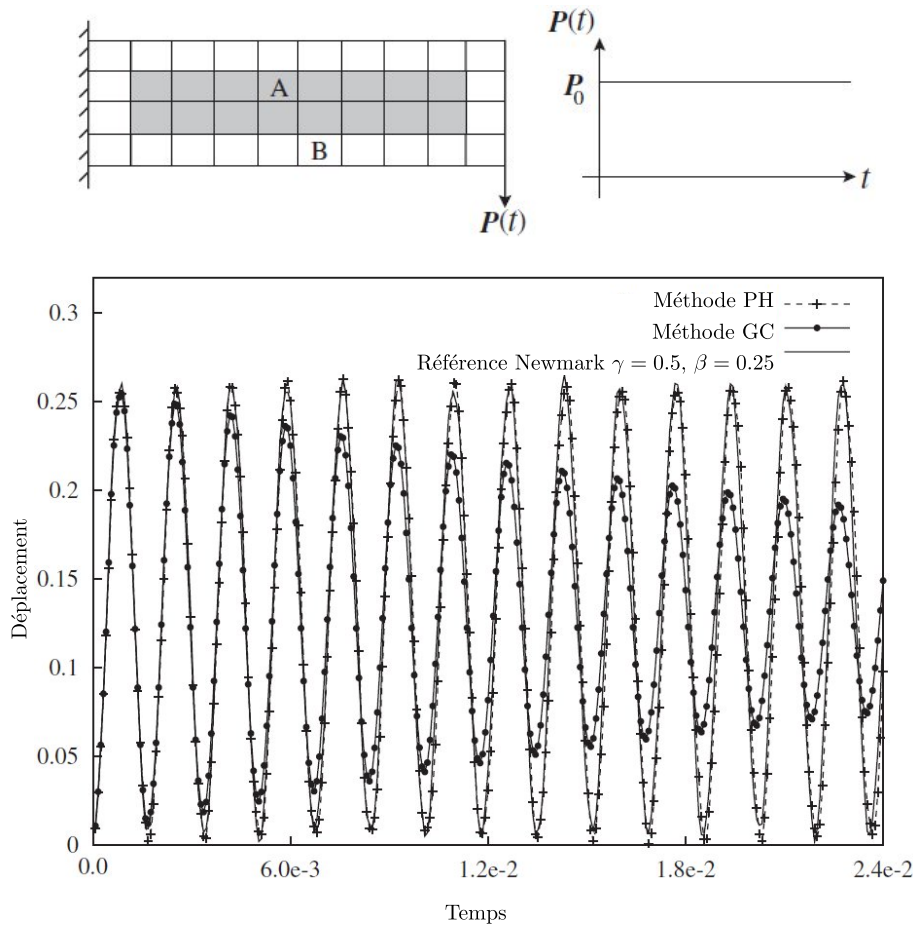 P(t)
P0
A
B
t
P(t)
0.3
0.25
0.2
0.15
0.1
0.05
0
Déplacement
Méthode PH
Méthode GC
Référence Newmark γ = 0.5, β = 0.25
0.0 6.0e-3 1.2e-2 1.8e-2 2.4e-2
Temps